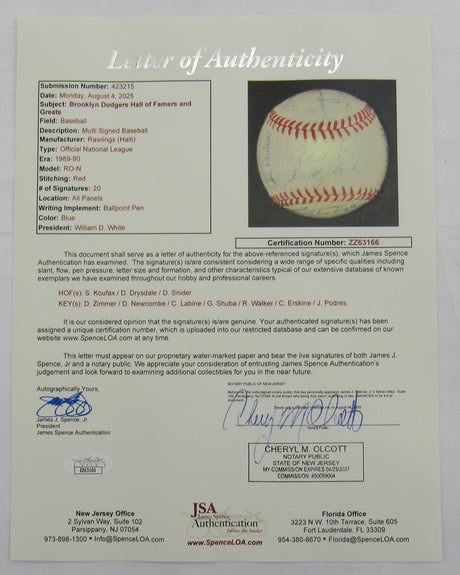 Letter of Authenticity
Submission Number: 423215
Date: Monday, August 4, 2025
Subject: Brooklyn Dodgers Hall of Famers and
Greats
Field: Baseball
Description: Multi Signed Baseball
Manufacturer: Rawlings (Haiti)
Type: Official National League
Era: 1989-90
Model: RO-N
Stitching: Red
# of Signatures: 20
Location: All Panels
Writing Implement: Ballpoint Pen
Color: Blue
President: William D. White
Certification Number: ZZ63166
This document shall serve as a letter of authenticity for the above-referenced signature(s), which James Spence
Authentication has examined. The signature(s) is/are consistent considering a wide range of specific qualities including
slant, flow, pen pressure, letter size and formation, and other characteristics typical of our extensive database of known
exemplars we have examined throughout our hobby and professional careers.
HOF(s): S. Koufax / D. Drysdale / D. Snider
KEY(s): D. Zimmer / D. Newcombe / C. Labine / G. Shuba / R. Walker / C. Erskine / J. Podres
It is our considered opinion that the signature(s) is/are genuine. Your authenticated signature(s) has been
assigned a unique certification number, which is uploaded into our restricted database and can be confirmed on our
website www.SpenceLOA.com at any time.
This letter must appear on our proprietary water-marked paper and bear the live signatures of both James J.
Spence, Jr and a notary public. We appreciate your consideration of entrusting James Spence Authentication's
judgement and look forward to examining additional collectibles for you in the near future.
Autographically Yours,
James J. Spence, Jr.
President
James Spence Authentication
ZZ63166
NOTARY PUBLIC OF NEW JERSEY
Cheryl M Olcott
Notary Public
CHERYL M. OLCOTT
NOTARY PUBLIC
STATE OF NEW JERSEY
MY COMMISSION EXPIRES 04/25/2027
COMMISSION: #50059004
New Jersey Office
2 Sylvan Way, Suite 102
Parsippany, NJ 07054
973-898-1300 • Info@SpenceLOA.com
JSA
James Spence
Authentication
www.SpenceLOA.com
Florida Office
3223 N.W. 10th Terrace, Suite 605
Fort Lauderdale, FL 33309
954-380-8670 • Florida@SpenceLOA.com